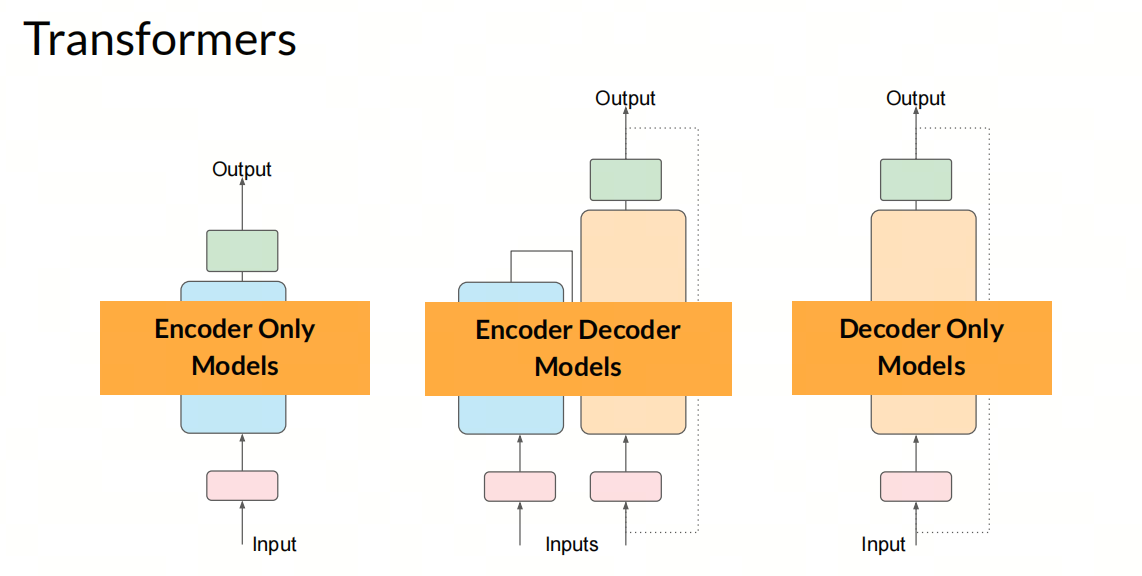 Transformers
Output
Output
Output
Encoder Only
Models
Encoder Decoder
Models
Decoder Only
Models
Input
Inputs
Input